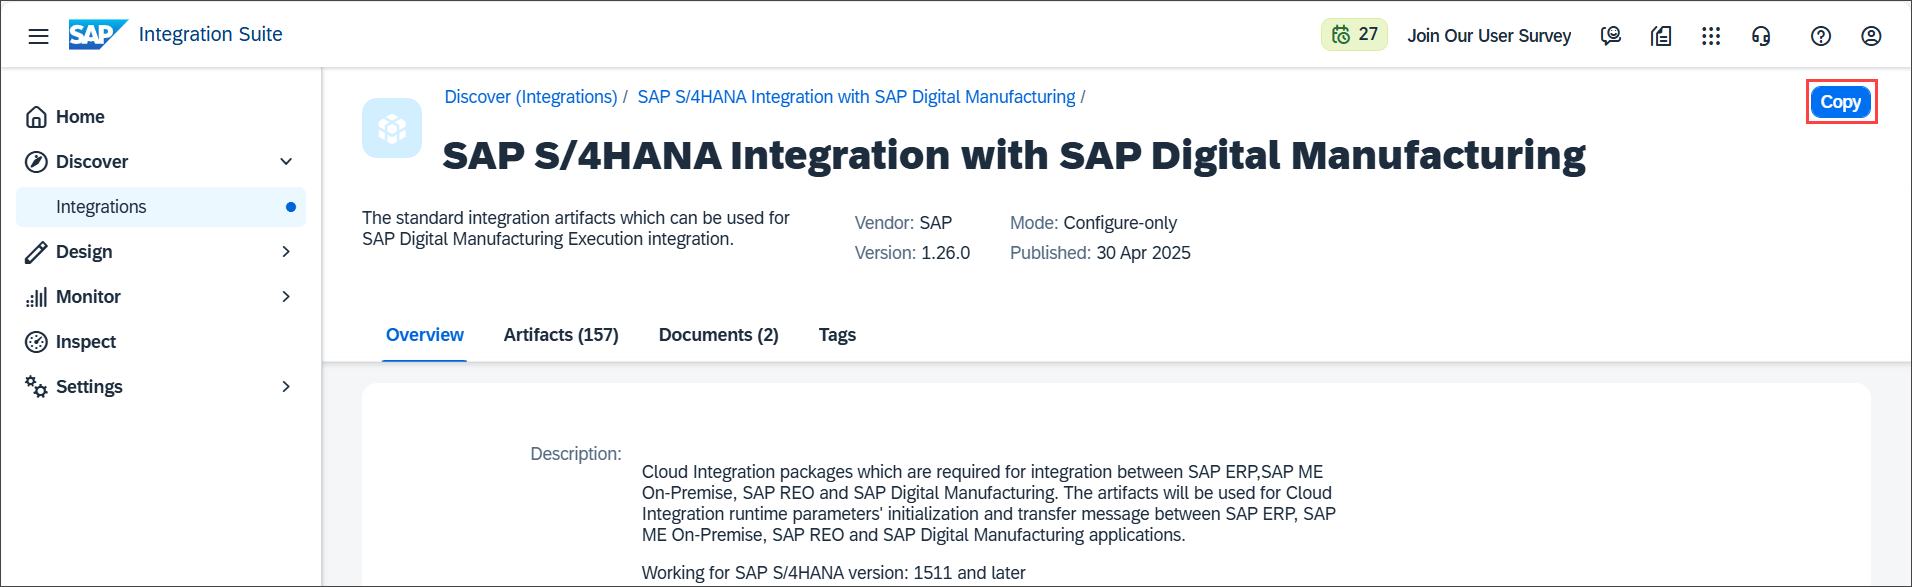 SAP Integration Suite
27 Join Our User Survey
Home
Discover
Integrations
Design
Monitor
Inspect
Settings
Discover (Integrations) / SAP S/4HANA Integration with SAP Digital Manufacturing /
Copy
SAP S/4HANA Integration with SAP Digital Manufacturing
The standard integration artifacts which can be used for
SAP Digital Manufacturing Execution integration.
Vendor: SAP
Version: 1.26.0
Mode: Configure-only
Published: 30 Apr 2025
Overview Artifacts (157) Documents (2) Tags
Description:
Cloud Integration packages which are required for integration between SAP ERP,SAP ME
On-Premise, SAP REO and SAP Digital Manufacturing. The artifacts will be used for Cloud
Integration runtime parameters' initialization and transfer message between SAP ERP, SAP
ME On-Premise, SAP REO and SAP Digital Manufacturing applications.
Working for SAP S/4HANA version: 1511 and later